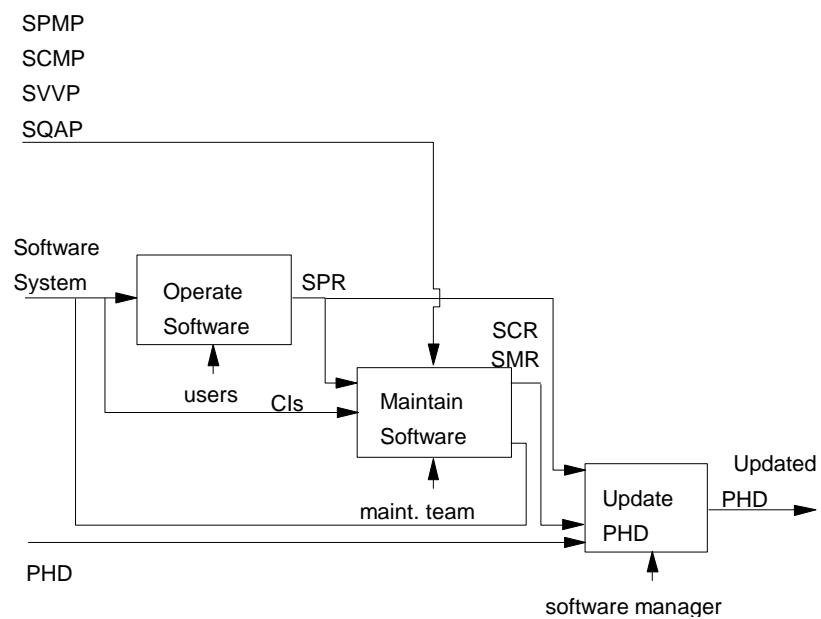 SPMP
SCMP
SVVP
SQAP
Software
System
Operate
Software
SPR
users
CIs
SCR
SMR
Maintain
Software
maint. team
Updated
PHD
Update
PHD
PHD
software manager